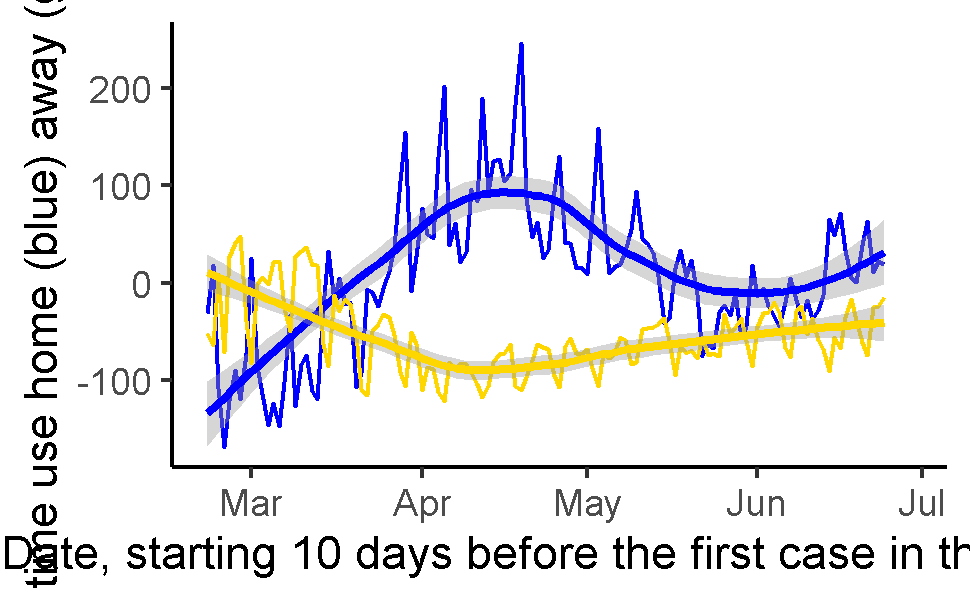 time use home (blue) away (
200
100
0
-100
Mar Apr May Jun Jul
Date, starting 10 days before the first case in th